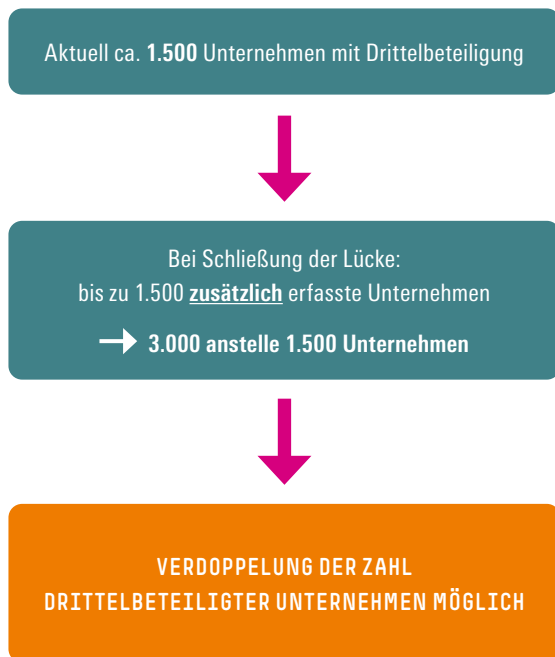 Aktuell ca. 1.500 Unternehmen mit Drittelbeteiligung
Bei Schließung der Lücke:
bis zu 1.500 zusätzlich erfasste Unternehmen
→ 3.000 anstelle 1.500 Unternehmen
VERDOPPELUNG DER ZAHL
DRITTELBETEILIGTER UNTERNEHMEN MÖGLICH